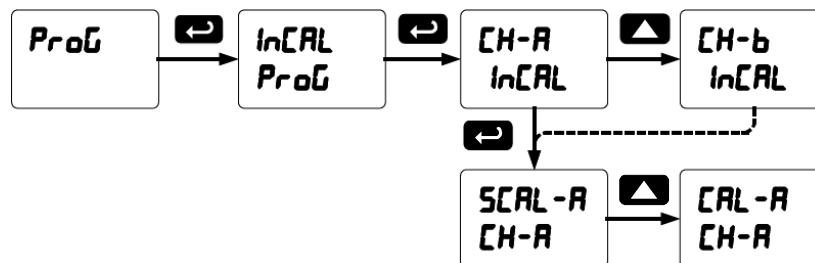 ProG
InCAL
ProG
CH-A
InCAL
CH-b
InCAL
SCAL-A
CH-A
CAL-A
CH-A